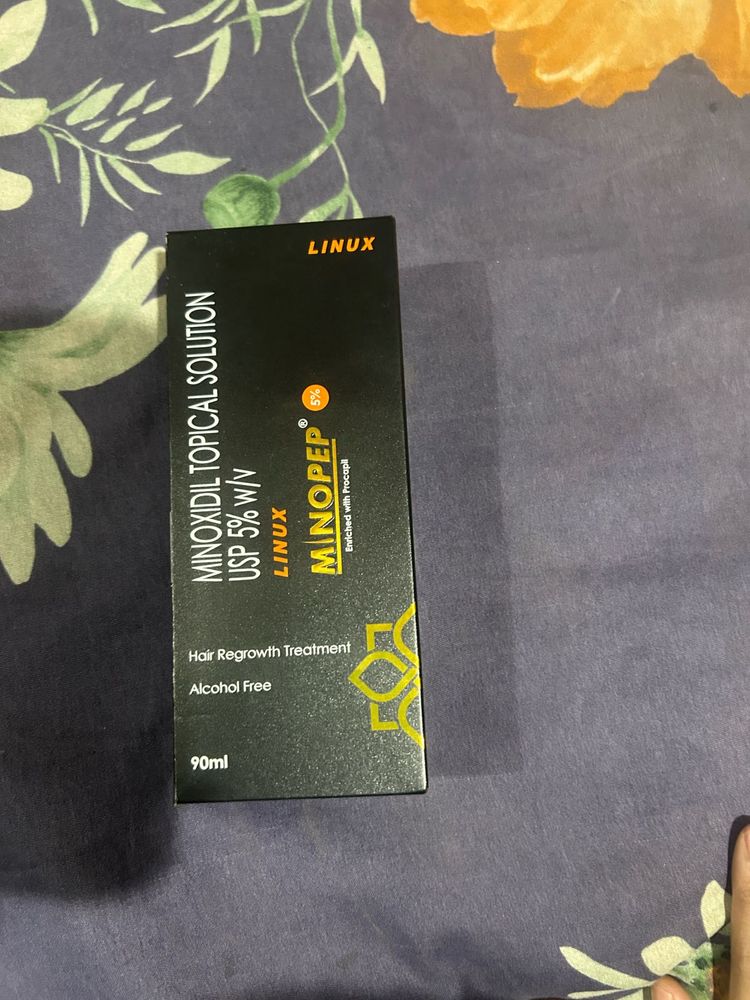 LINUX
MINOXIDIL TOPICAL SOLUTION
USP 5% W/V
LINUX
MINOPEP® 5%
Enriched with Procapil
Hair Regrowth Treatment
Alcohol Free
90ml